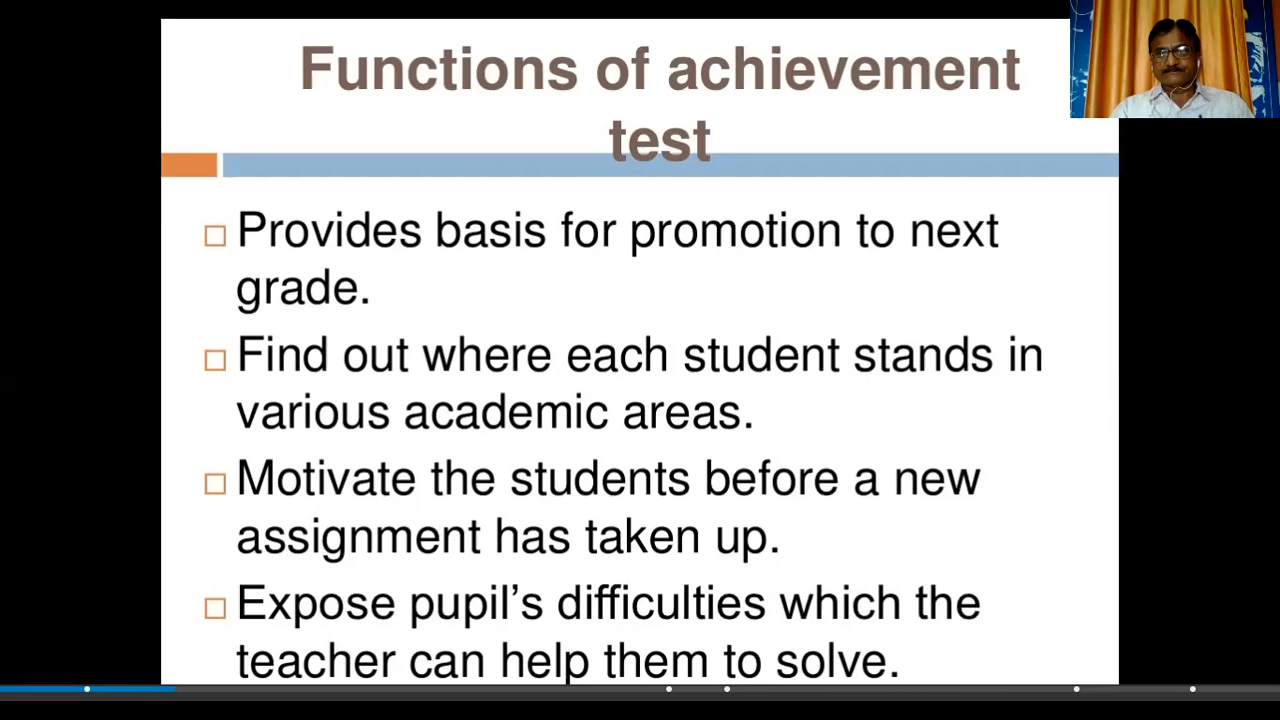 Functions of achievement
test
Provides basis for promotion to next
grade.
Find out where each student stands in
various academic areas.
Motivate the students before a new
assignment has taken up.
Expose pupil’s difficulties which the
teacher can help them to solve.